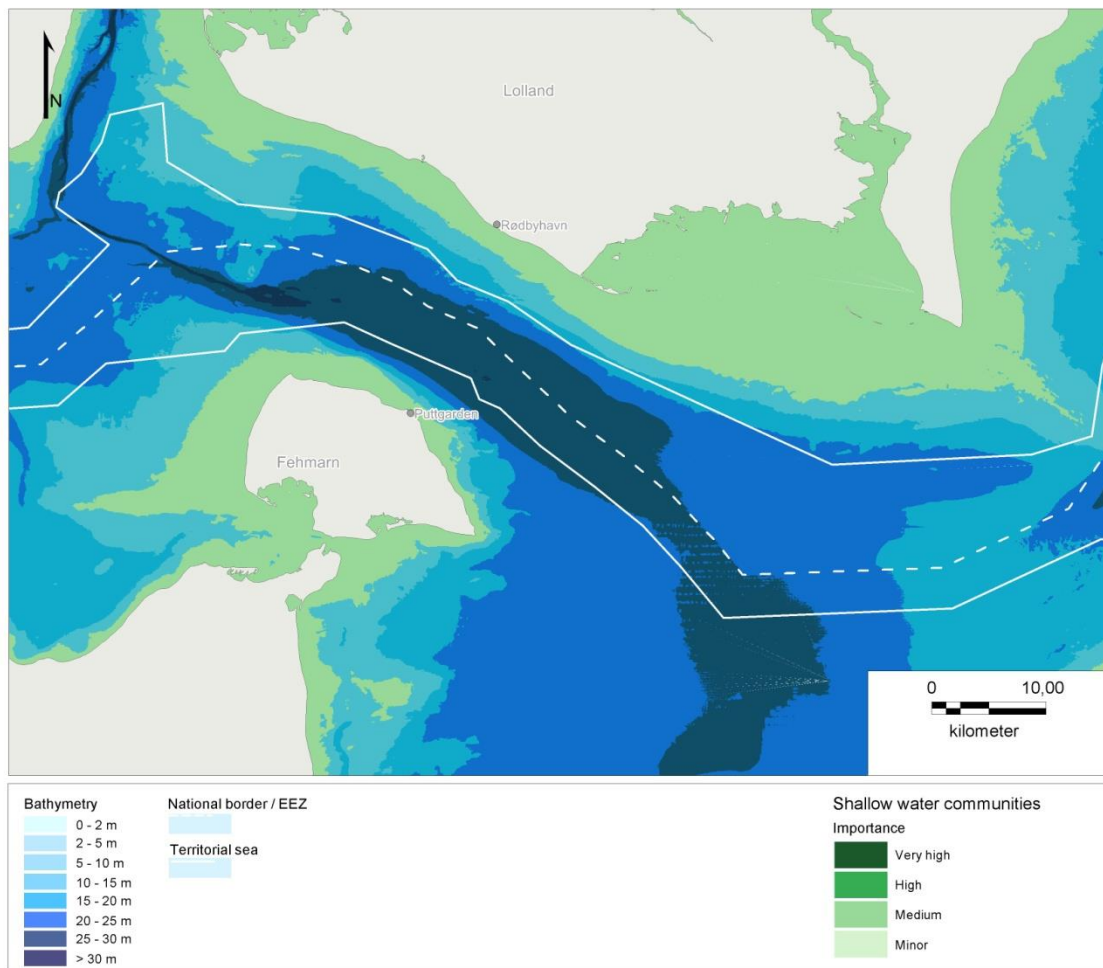 N
Lolland
Rødbyhavn
Puttgarden
Fehmarn
0 10,00
kilometer
Bathymetry
0 - 2 m
2 - 5 m
5 - 10 m
10 - 15 m
15 - 20 m
20 - 25 m
25 - 30 m
> 30 m
National border / EEZ
Territorial sea
Shallow water communities
Importance
Very high
High
Medium
Minor